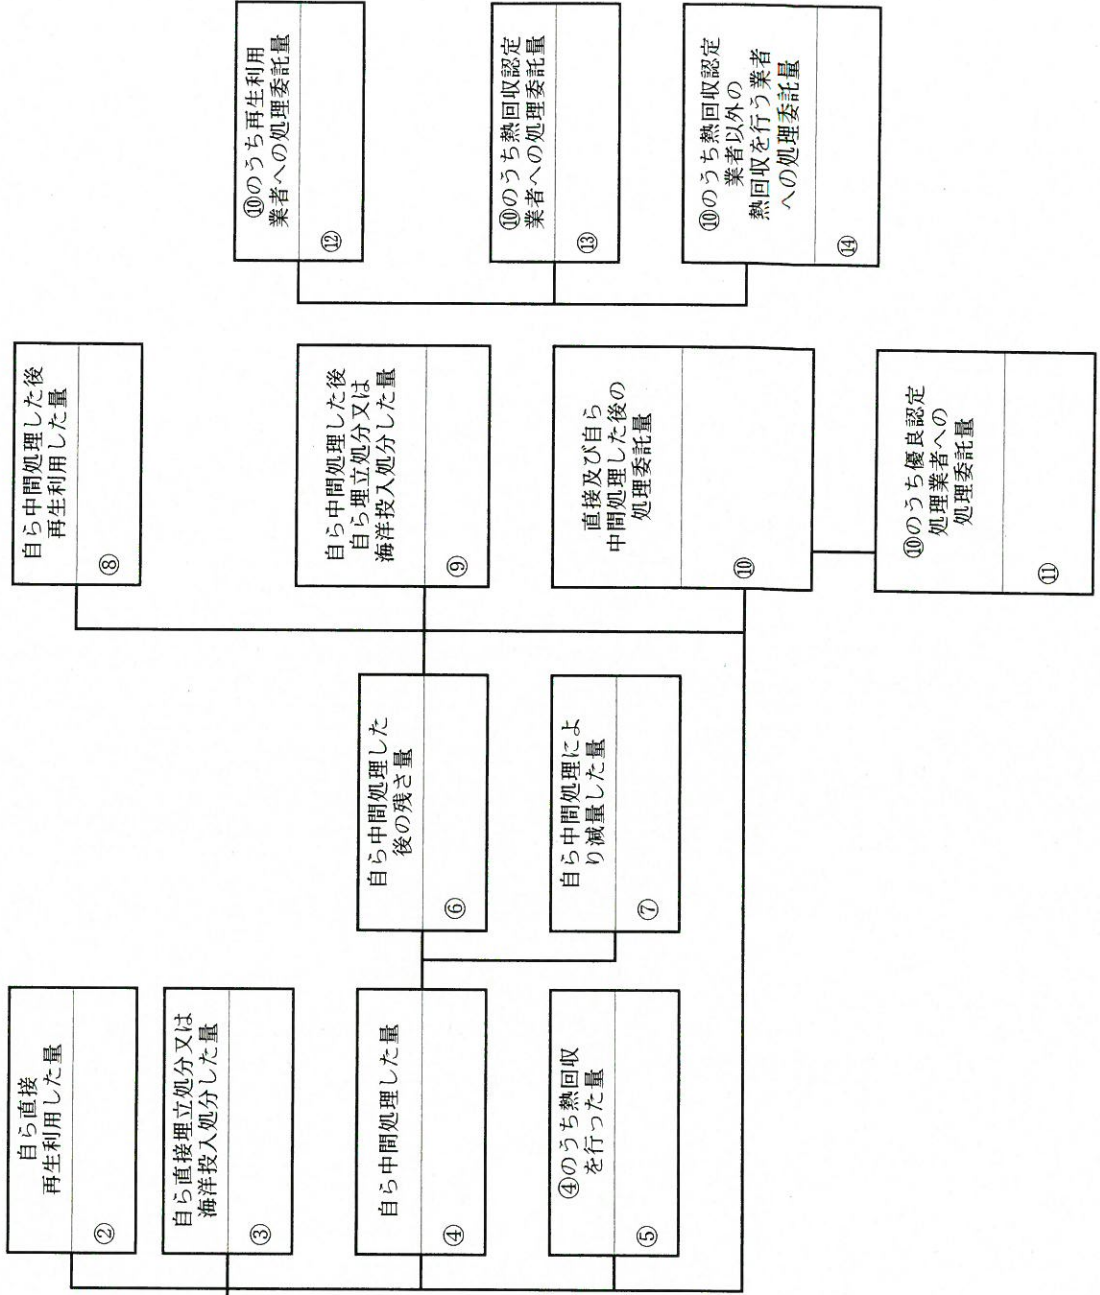 自ら直接
再生利用した量
②
自ら直接埋立処分又は
海洋投入処分した量
③
自ら中間処理した量
④
④のうち熱回収
を行った量
⑤
自ら中間処理した
後の残さ量
⑥
自ら中間処理によ
り減量した量
⑦
自ら中間処理した後
再生利用した量
⑧
自ら中間処理した後
自ら埋立処分又は
海洋投入処分した量
⑨
直接及び自ら
中間処理した後の
処理委託量
⑩
⑩のうち優良認定
処理業者への
処理委託量
⑪
⑩のうち再生利用
業者への処理委託量
⑫
⑩のうち熱回収認定
業者への処理委託量
⑬
⑩のうち熱回収認定
業者以外の
熱回収を行う業者
への処理委託量
⑭